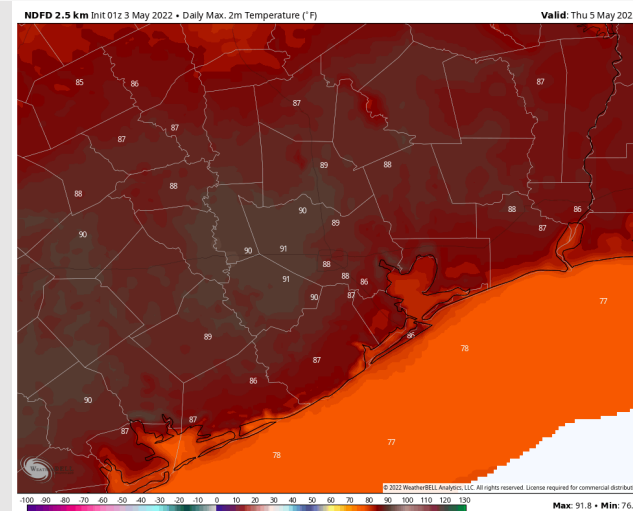 NDFD 2.5 km Init 01z 3 May 2022 • Daily Max. 2m Temperature (°F)
Valid: Thu 5 May 202
85 86 87
87
87 87
89 88
88 88
90 88 86
90 89 87
90 91
88
91 88 86
90 87
77
86
89 78
87
86
90
87
87
78 77
© 2022 WeatherBELL Analytics, LLC. All rights reserved. License required for commercial distributi
-100 -90 -80 -70 -60 -50 -40 -30 -20 -10 0 10 20 30 40 50 60 70 80 90 100 110 120 130
Max: 91.8 • Min: 76.